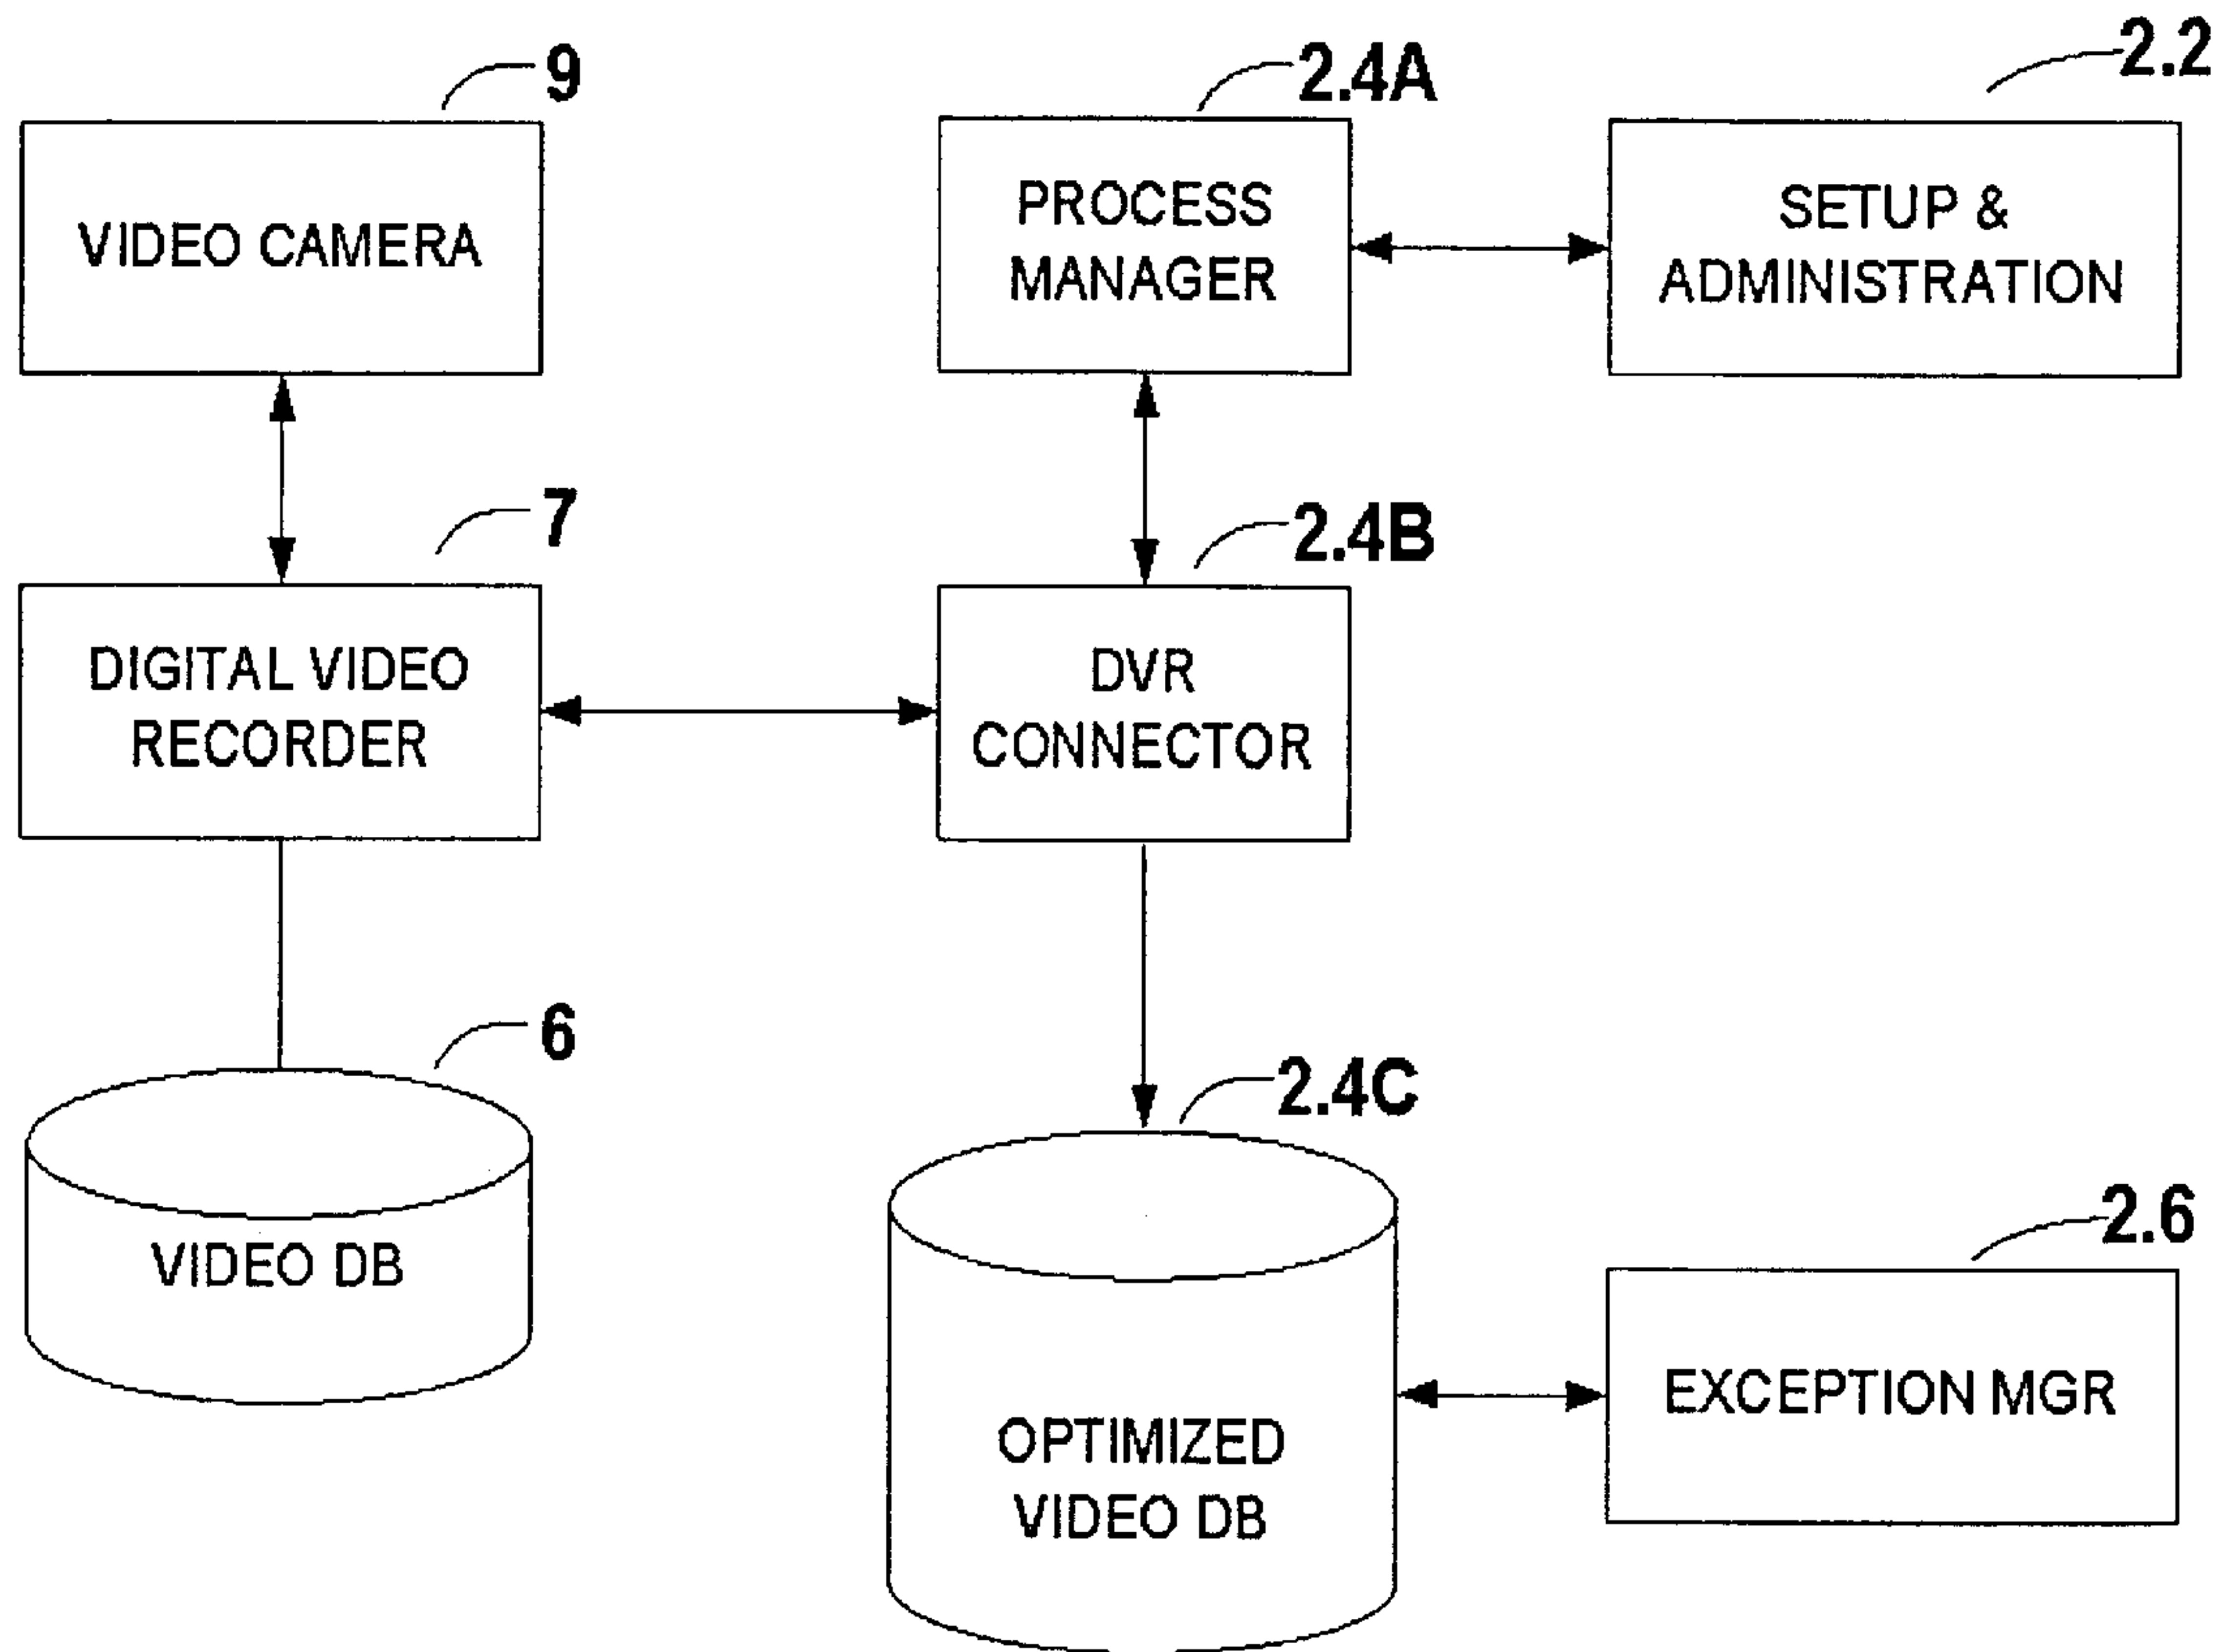 9
VIDEO CAMERA
2.4A
PROCESS
MANAGER
2.2
SETUP &
ADMINISTRATION
7
DIGITAL VIDEO
RECORDER
2.4B
DVR
CONNECTOR
6
VIDEO DB
2.4C
OPTIMIZED
VIDEO DB
2.6
EXCEPTION MGR